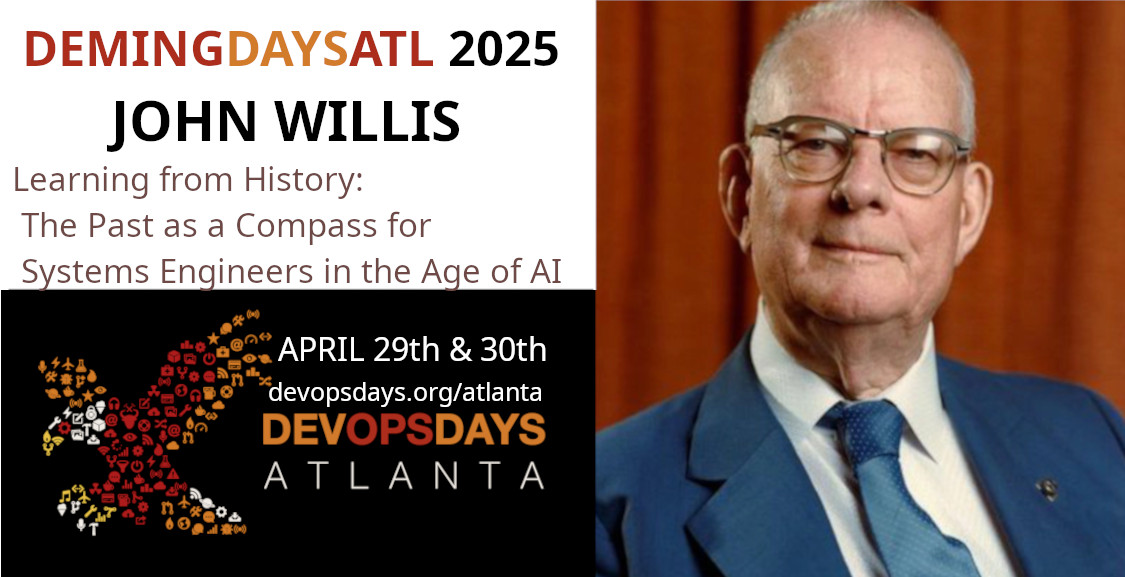 DEMINGDAYSATL 2025
JOHN WILLIS
Learning from History:
The Past as a Compass for
Systems Engineers in the Age of AI
APRIL 29th & 30th
devopsdays.org/atlanta
DEVOPSDAYS
ATLANTA